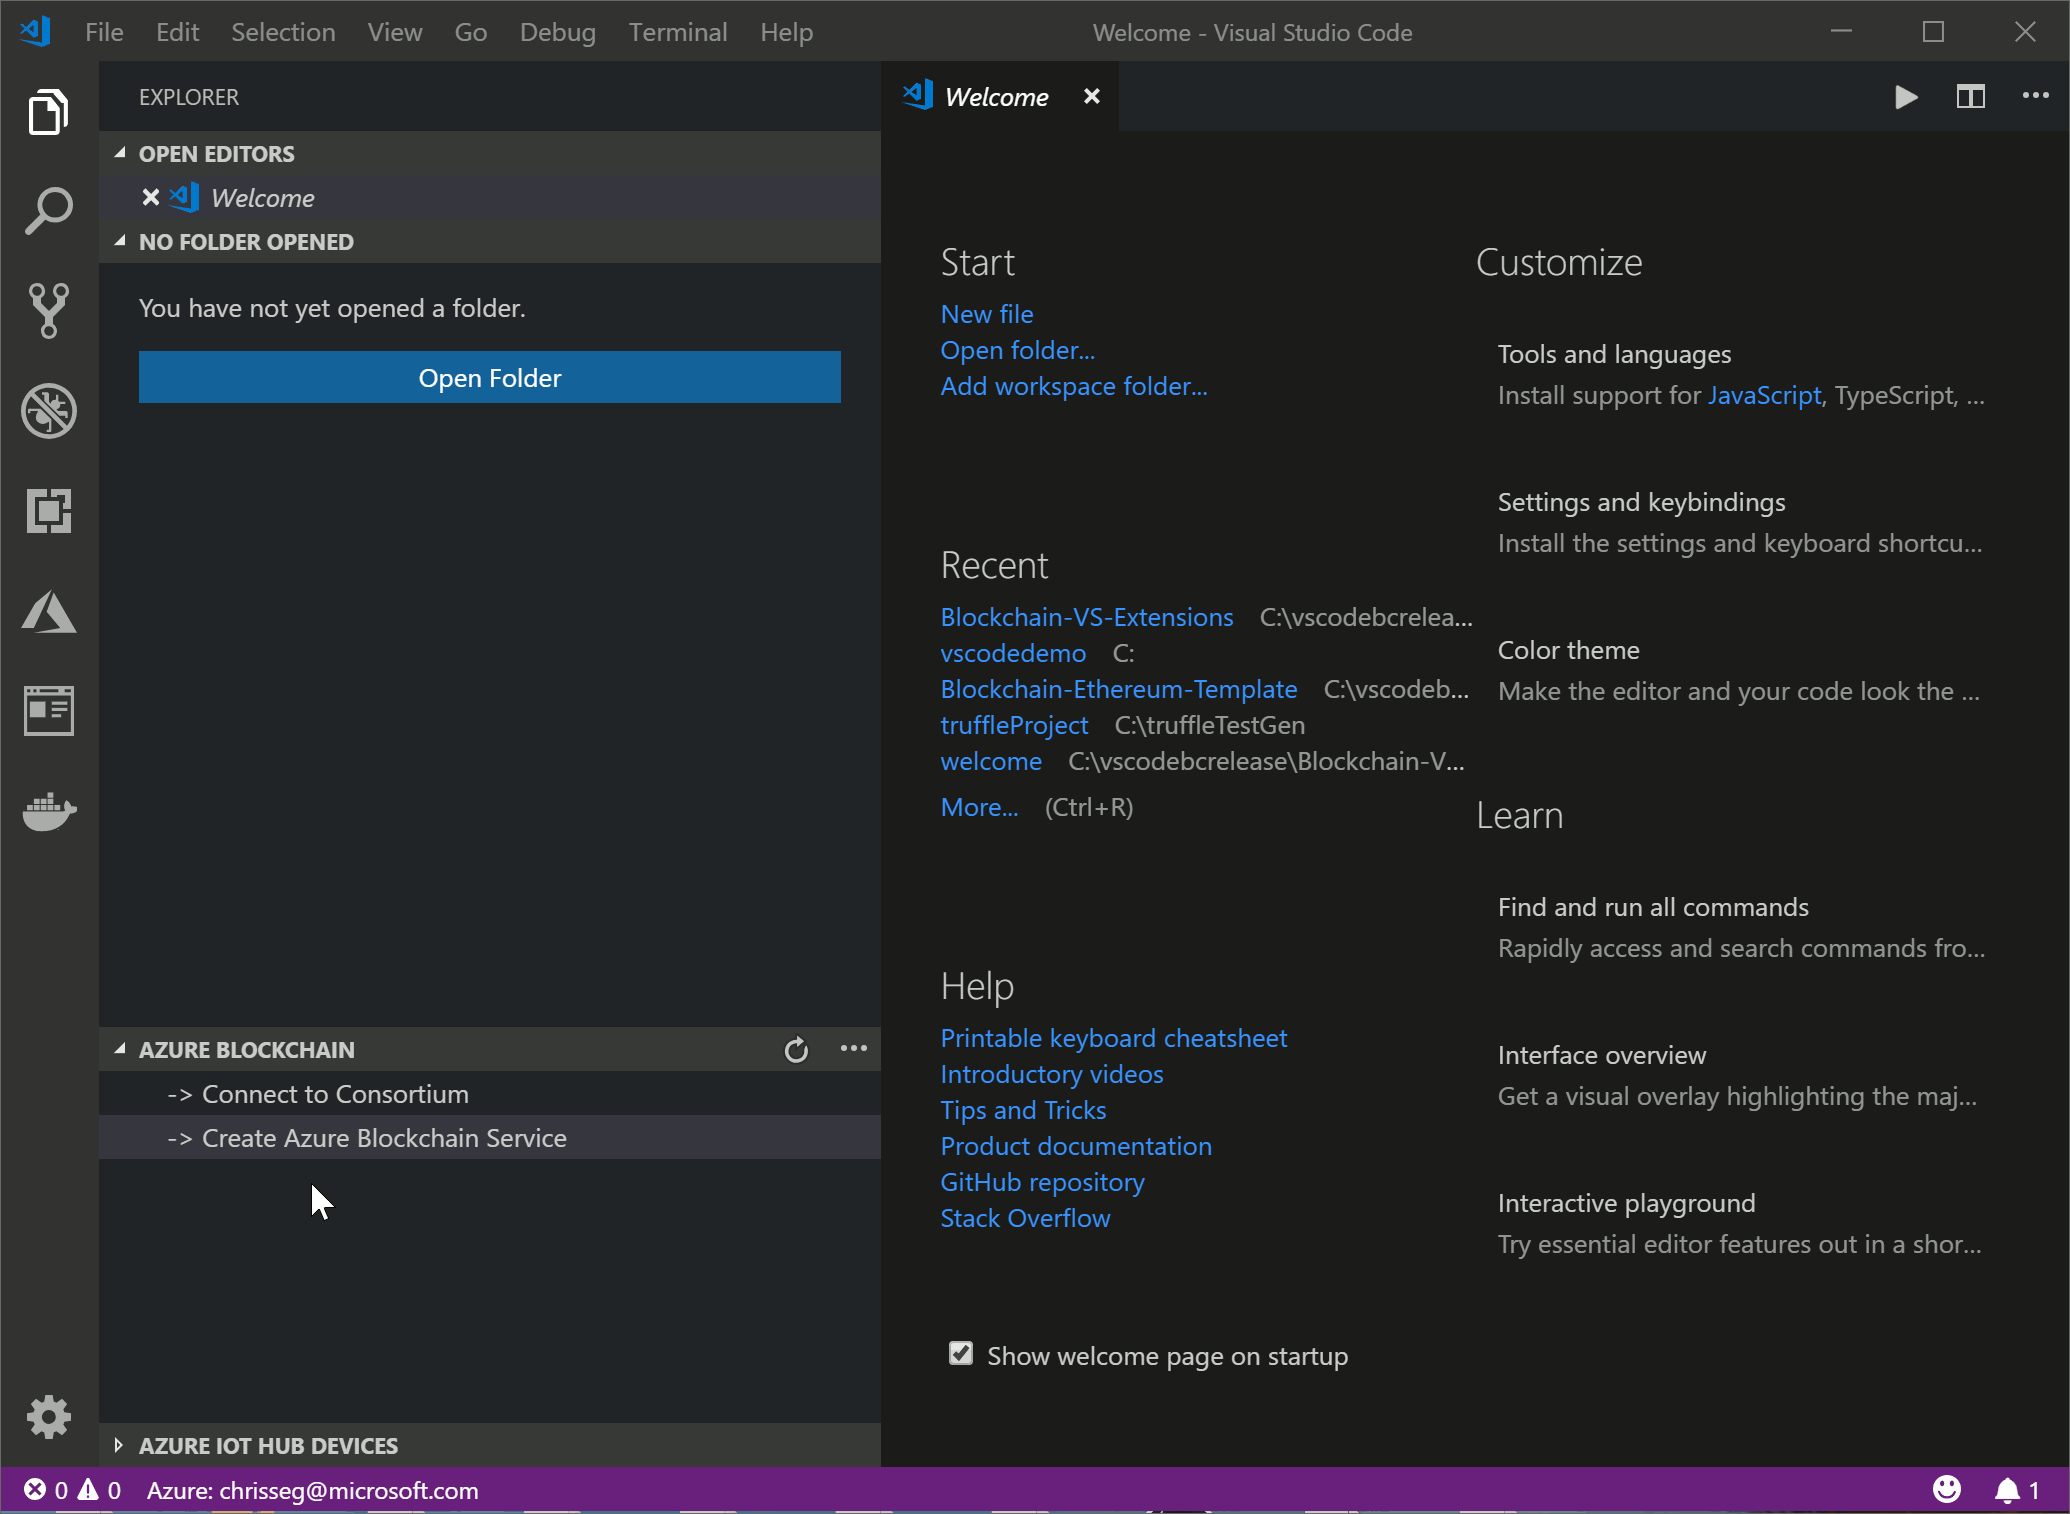 File Edit Selection View Go Debug Terminal Help Welcome - Visual Studio Code
EXPLORER
OPEN EDITORS
Welcome
NO FOLDER OPENED
You have not yet opened a folder.
Open Folder
AZURE BLOCKCHAIN
-> Connect to Consortium
-> Create Azure Blockchain Service
AZURE IOT HUB DEVICES
Welcome
Start
New file
Open folder...
Add workspace folder...
Recent
Blockchain-VS-Extensions C:\vscodebcrelea...
vscodedemo C:
Blockchain-Ethereum-Template C:\vscodeb...
truffleProject C:\truffleTestGen
welcome C:\vscodebcrelease\Blockchain-V...
More... (Ctrl+R)
Help
Printable keyboard cheatsheet
Introductory videos
Tips and Tricks
Product documentation
GitHub repository
Stack Overflow
Show welcome page on startup
Customize
Tools and languages
Install support for JavaScript, TypeScript, ...
Settings and keybindings
Install the settings and keyboard shortcu...
Color theme
Make the editor and your code look the ...
Learn
Find and run all commands
Rapidly access and search commands fro...
Interface overview
Get a visual overlay highlighting the maj...
Interactive playground
Try essential editor features out in a shor...
0 0 Azure: chrisseg@microsoft.com 1